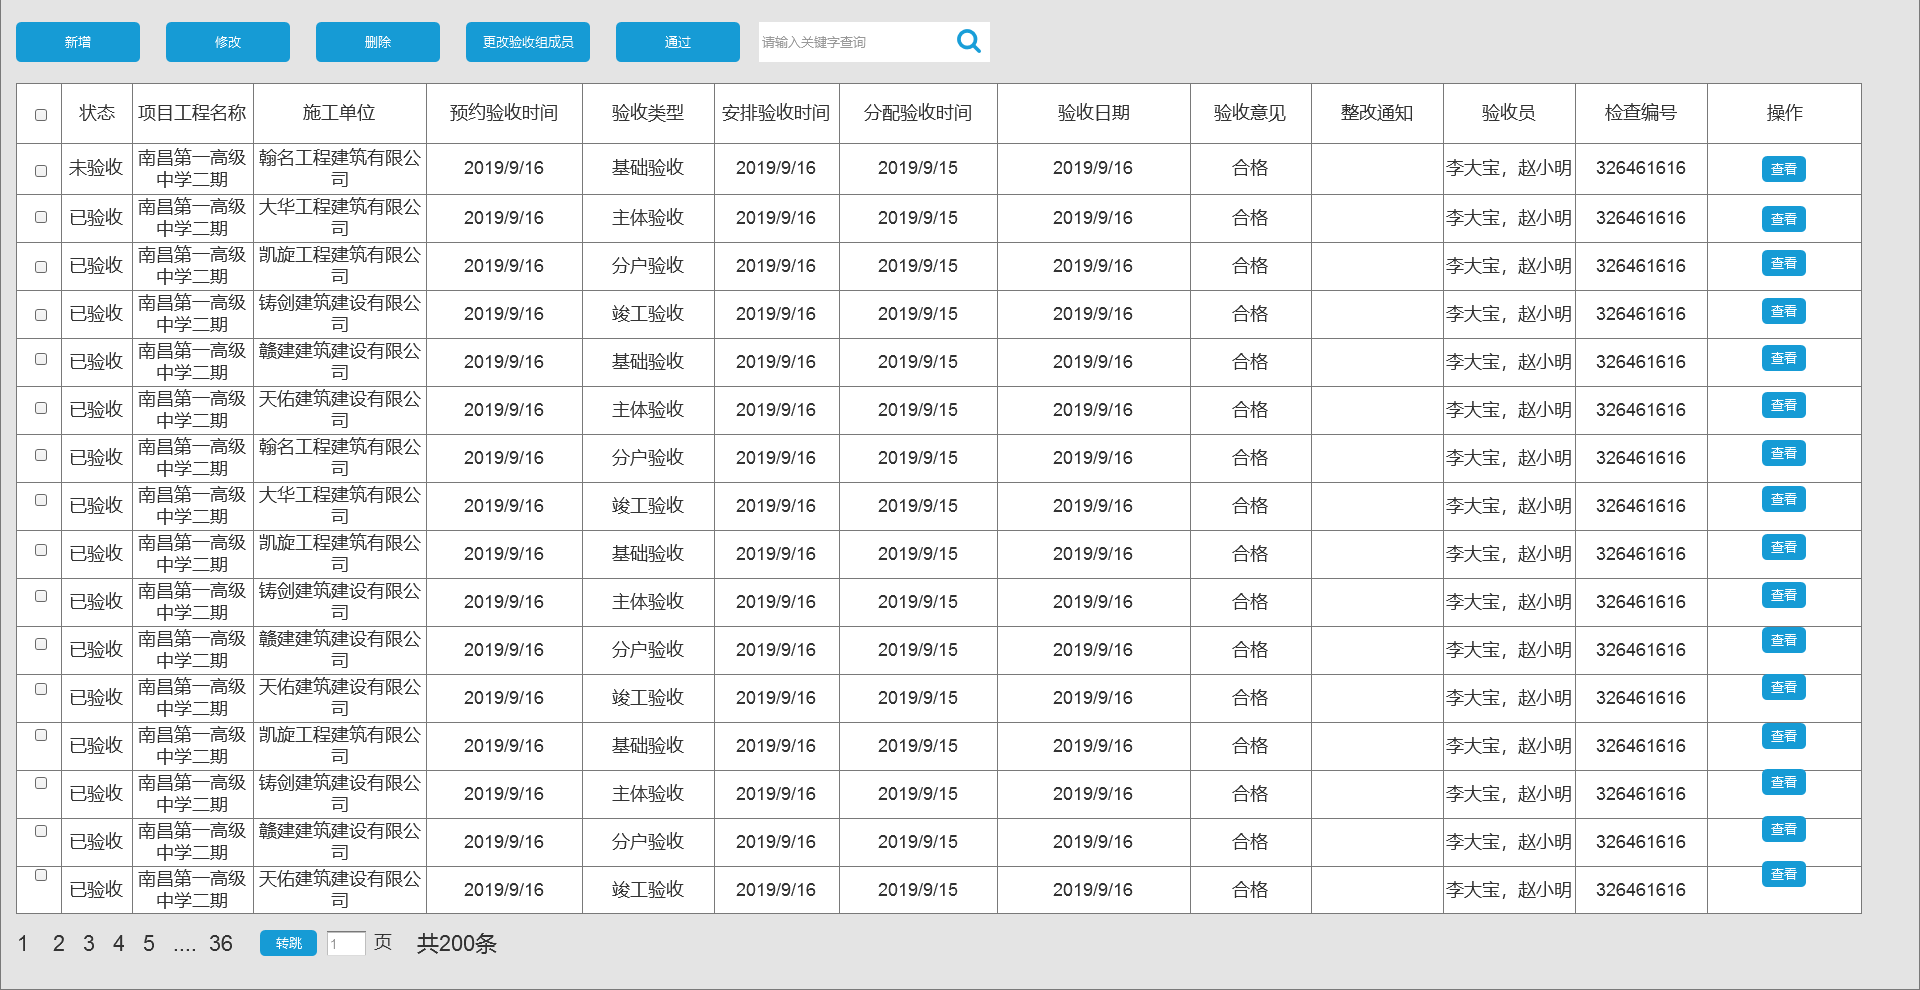 新增 修改 删除 更改验收组成员 通过 请输入关键字查询
状态 项目工程名称 施工单位 预约验收时间 验收类型 安排验收时间 分配验收时间 验收日期 验收意见 整改通知 验收员 检查编号 操作
未验收 南昌第一高级中学二期 翰名工程建筑有限公司 2019/9/16 基础验收 2019/9/16 2019/9/15 2019/9/16 合格 李大宝，赵小明 326461616 查看
已验收 南昌第一高级中学二期 大华工程建筑有限公司 2019/9/16 主体验收 2019/9/16 2019/9/15 2019/9/16 合格 李大宝，赵小明 326461616 查看
已验收 南昌第一高级中学二期 凯旋工程建筑有限公司 2019/9/16 分户验收 2019/9/16 2019/9/15 2019/9/16 合格 李大宝，赵小明 326461616 查看
已验收 南昌第一高级中学二期 铸剑建筑建设有限公司 2019/9/16 竣工验收 2019/9/16 2019/9/15 2019/9/16 合格 李大宝，赵小明 326461616 查看
已验收 南昌第一高级中学二期 赣建建筑建设有限公司 2019/9/16 基础验收 2019/9/16 2019/9/15 2019/9/16 合格 李大宝，赵小明 326461616 查看
已验收 南昌第一高级中学二期 天佑建筑建设有限公司 2019/9/16 主体验收 2019/9/16 2019/9/15 2019/9/16 合格 李大宝，赵小明 326461616 查看
已验收 南昌第一高级中学二期 翰名工程建筑有限公司 2019/9/16 分户验收 2019/9/16 2019/9/15 2019/9/16 合格 李大宝，赵小明 326461616 查看
已验收 南昌第一高级中学二期 大华工程建筑有限公司 2019/9/16 竣工验收 2019/9/16 2019/9/15 2019/9/16 合格 李大宝，赵小明 326461616 查看
已验收 南昌第一高级中学二期 凯旋工程建筑有限公司 2019/9/16 基础验收 2019/9/16 2019/9/15 2019/9/16 合格 李大宝，赵小明 326461616 查看
已验收 南昌第一高级中学二期 铸剑建筑建设有限公司 2019/9/16 主体验收 2019/9/16 2019/9/15 2019/9/16 合格 李大宝，赵小明 326461616 查看
已验收 南昌第一高级中学二期 赣建建筑建设有限公司 2019/9/16 分户验收 2019/9/16 2019/9/15 2019/9/16 合格 李大宝，赵小明 326461616 查看
已验收 南昌第一高级中学二期 天佑建筑建设有限公司 2019/9/16 竣工验收 2019/9/16 2019/9/15 2019/9/16 合格 李大宝，赵小明 326461616 查看
已验收 南昌第一高级中学二期 凯旋工程建筑有限公司 2019/9/16 基础验收 2019/9/16 2019/9/15 2019/9/16 合格 李大宝，赵小明 326461616 查看
已验收 南昌第一高级中学二期 铸剑建筑建设有限公司 2019/9/16 主体验收 2019/9/16 2019/9/15 2019/9/16 合格 李大宝，赵小明 326461616 查看
已验收 南昌第一高级中学二期 赣建建筑建设有限公司 2019/9/16 分户验收 2019/9/16 2019/9/15 2019/9/16 合格 李大宝，赵小明 326461616 查看
已验收 南昌第一高级中学二期 天佑建筑建设有限公司 2019/9/16 竣工验收 2019/9/16 2019/9/15 2019/9/16 合格 李大宝，赵小明 326461616 查看
1 2 3 4 5 .... 36 转跳 1 页 共200条